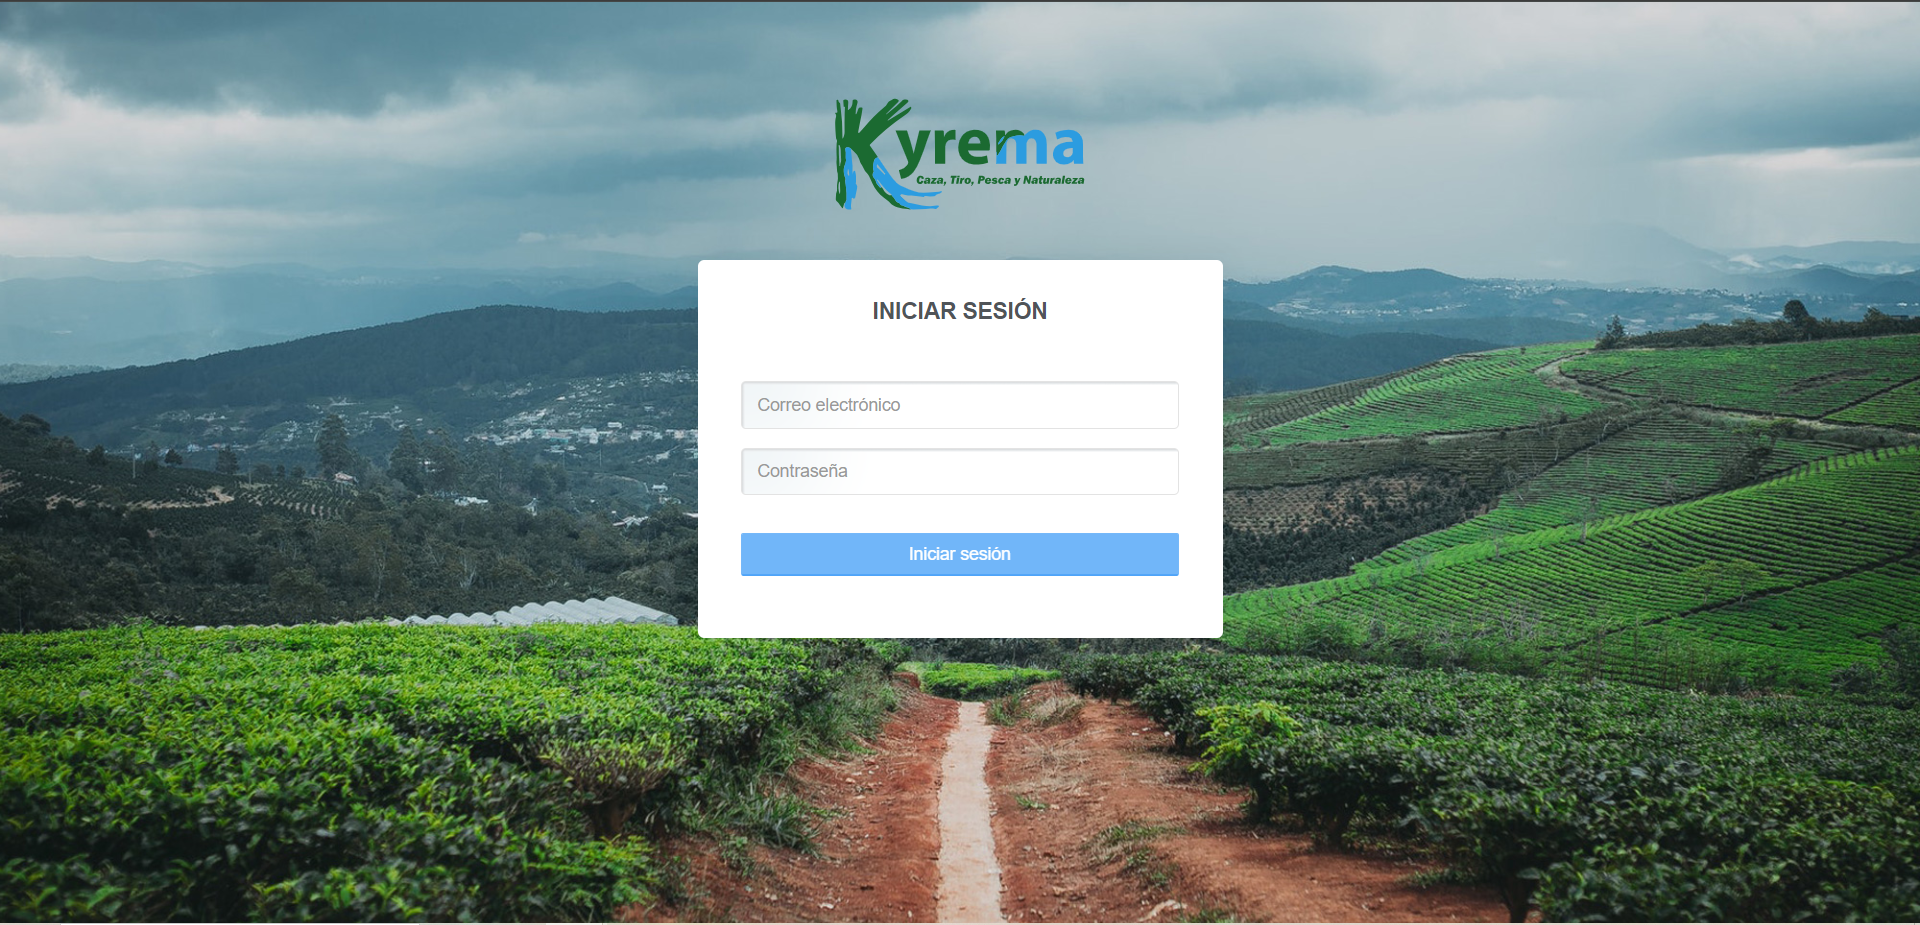 Kyrema
Caza, Tiro, Pesca y Naturaleza
INICIAR SESIÓN
Correo electrónico
Contraseña
Iniciar sesión